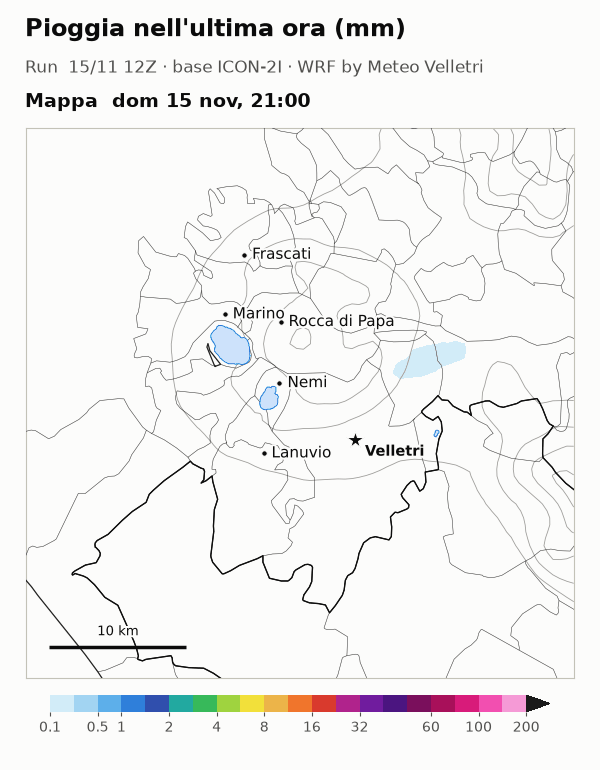 Pioggia nell'ultima ora (mm)
Run  15/11 12Z · base ICON-2I · WRF by Meteo Velletri
Mappa  dom 15 nov, 21:00
Frascati
Marino
Rocca di Papa
Nemi
Velletri
Lanuvio
10 km
0.1 0.5 1 2 4 8 16 32 60 100 200